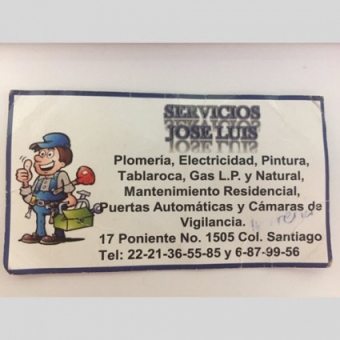 SERVICIOS
JOSE LUIS
Plomería, Electricidad, Pintura,
Tablaroca, Gas L.P. y Natural,
Mantenimiento Residencial,
Puertas Automáticas y Cámaras de
Vigilancia.
17 Poniente No. 1505 Col. Santiago
Tel: 22-21-36-55-85 y 6-87-99-56